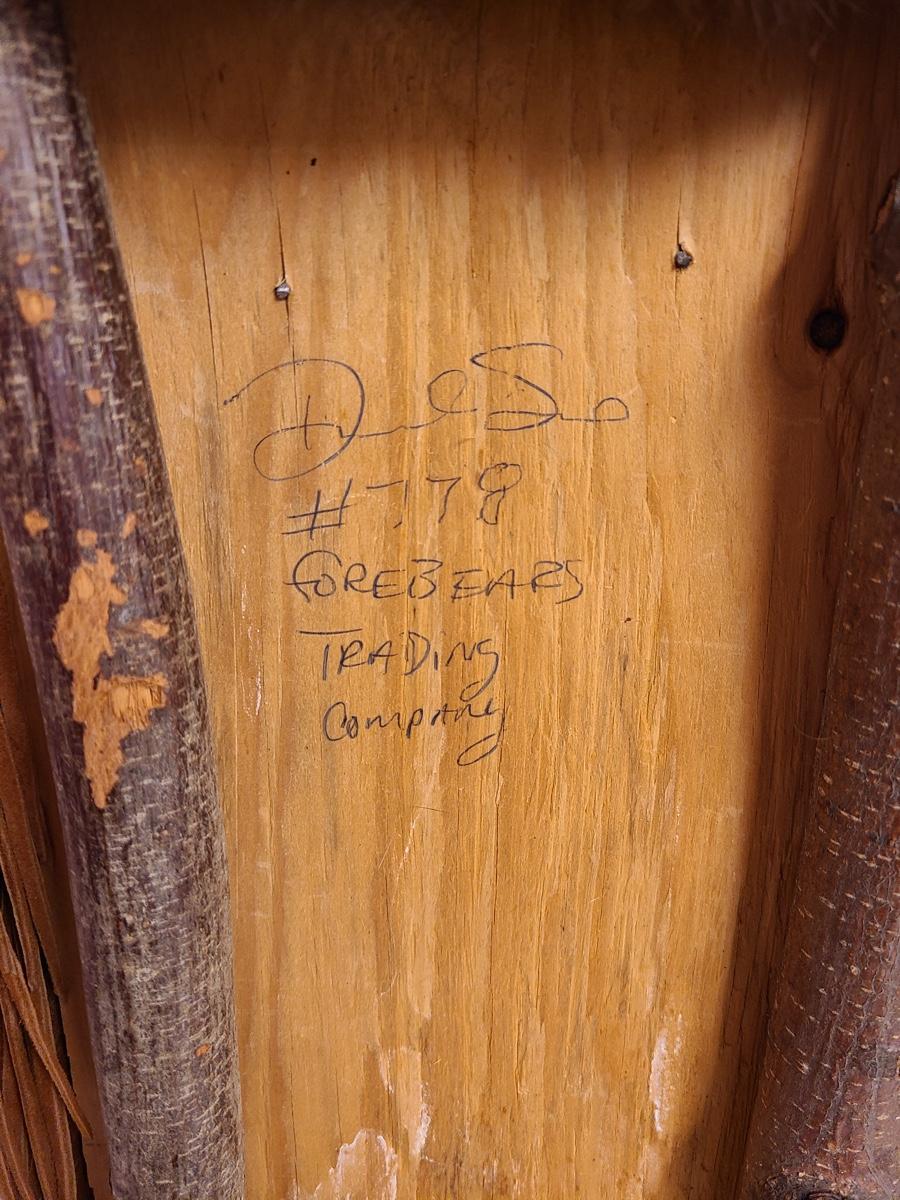 #778
FOREBEARS
TRADING
COMPANY